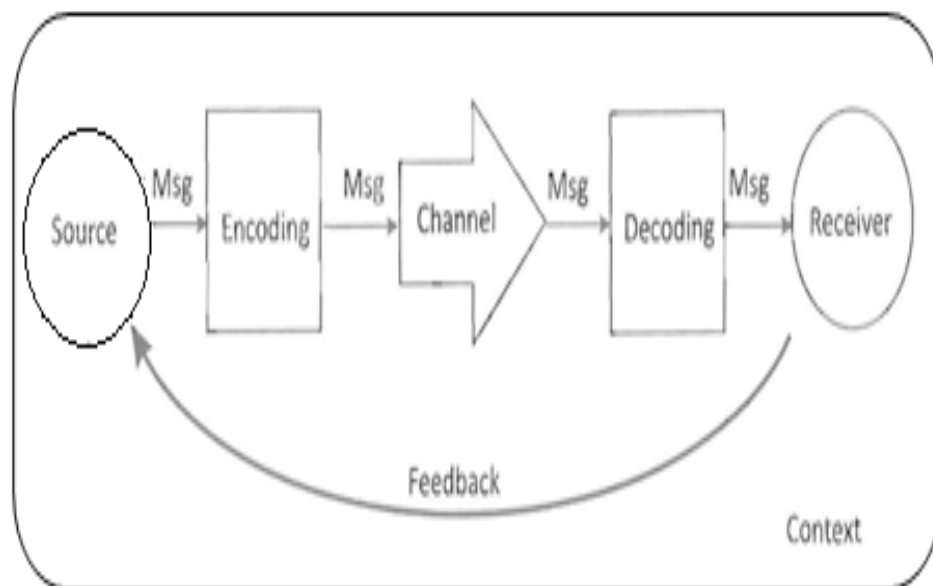 Msg
Msg
Msg
Msg
Source
Encoding
Channel
Decoding
Receiver
Feedback
Context